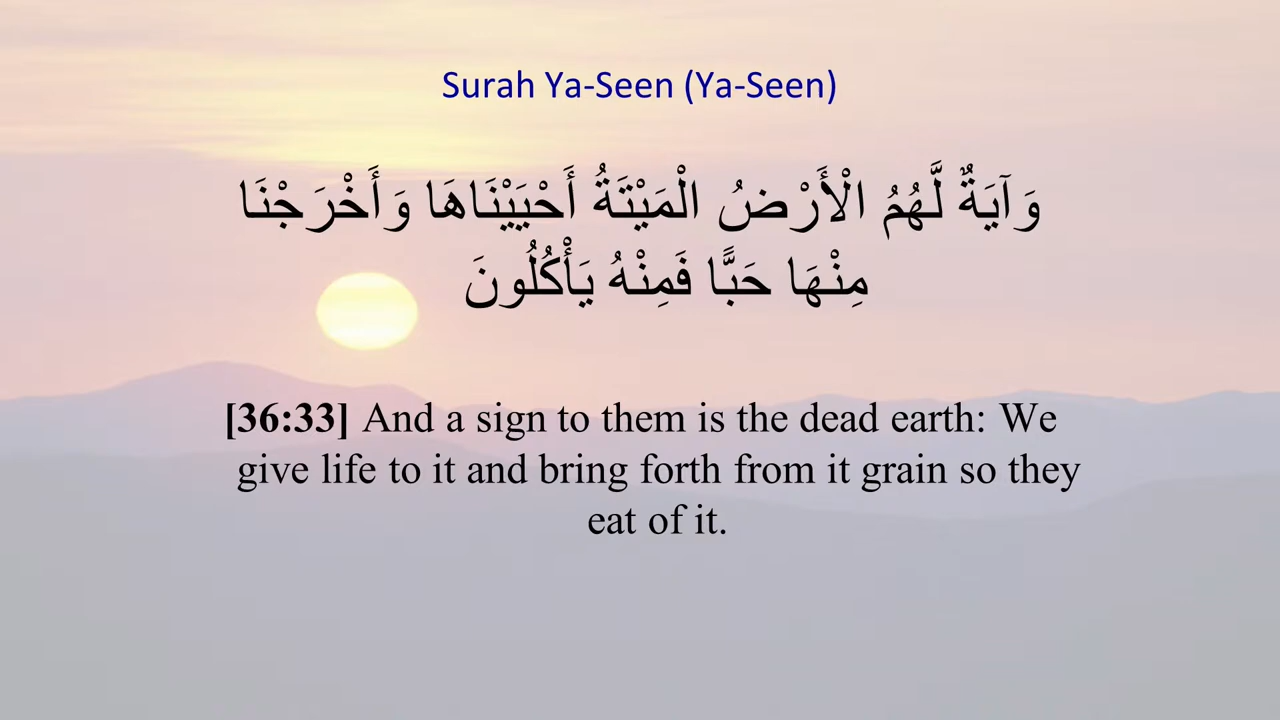 Surah Ya-Seen (Ya-Seen)
وَآيَةٌ لَّهُمُ الْأَرْضُ الْمَيْتَةُ أَحْيَيْنَاهَا وَأَخْرَجْنَا
مِنْهَا حَبًّا فَمِنْهُ يَأْكُلُونَ
[36:33] And a sign to them is the dead earth: We
give life to it and bring forth from it grain so they
eat of it.